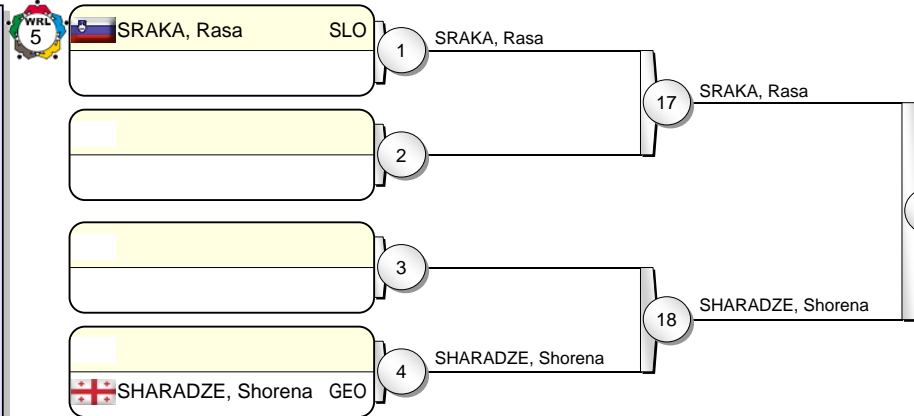 WRL
5
SRAKA, Rasa SLO
1
SRAKA, Rasa
17
SRAKA, Rasa
2
3
18
SHARADZE, Shorena
4
SHARADZE, Shorena
SHARADZE, Shorena GEO